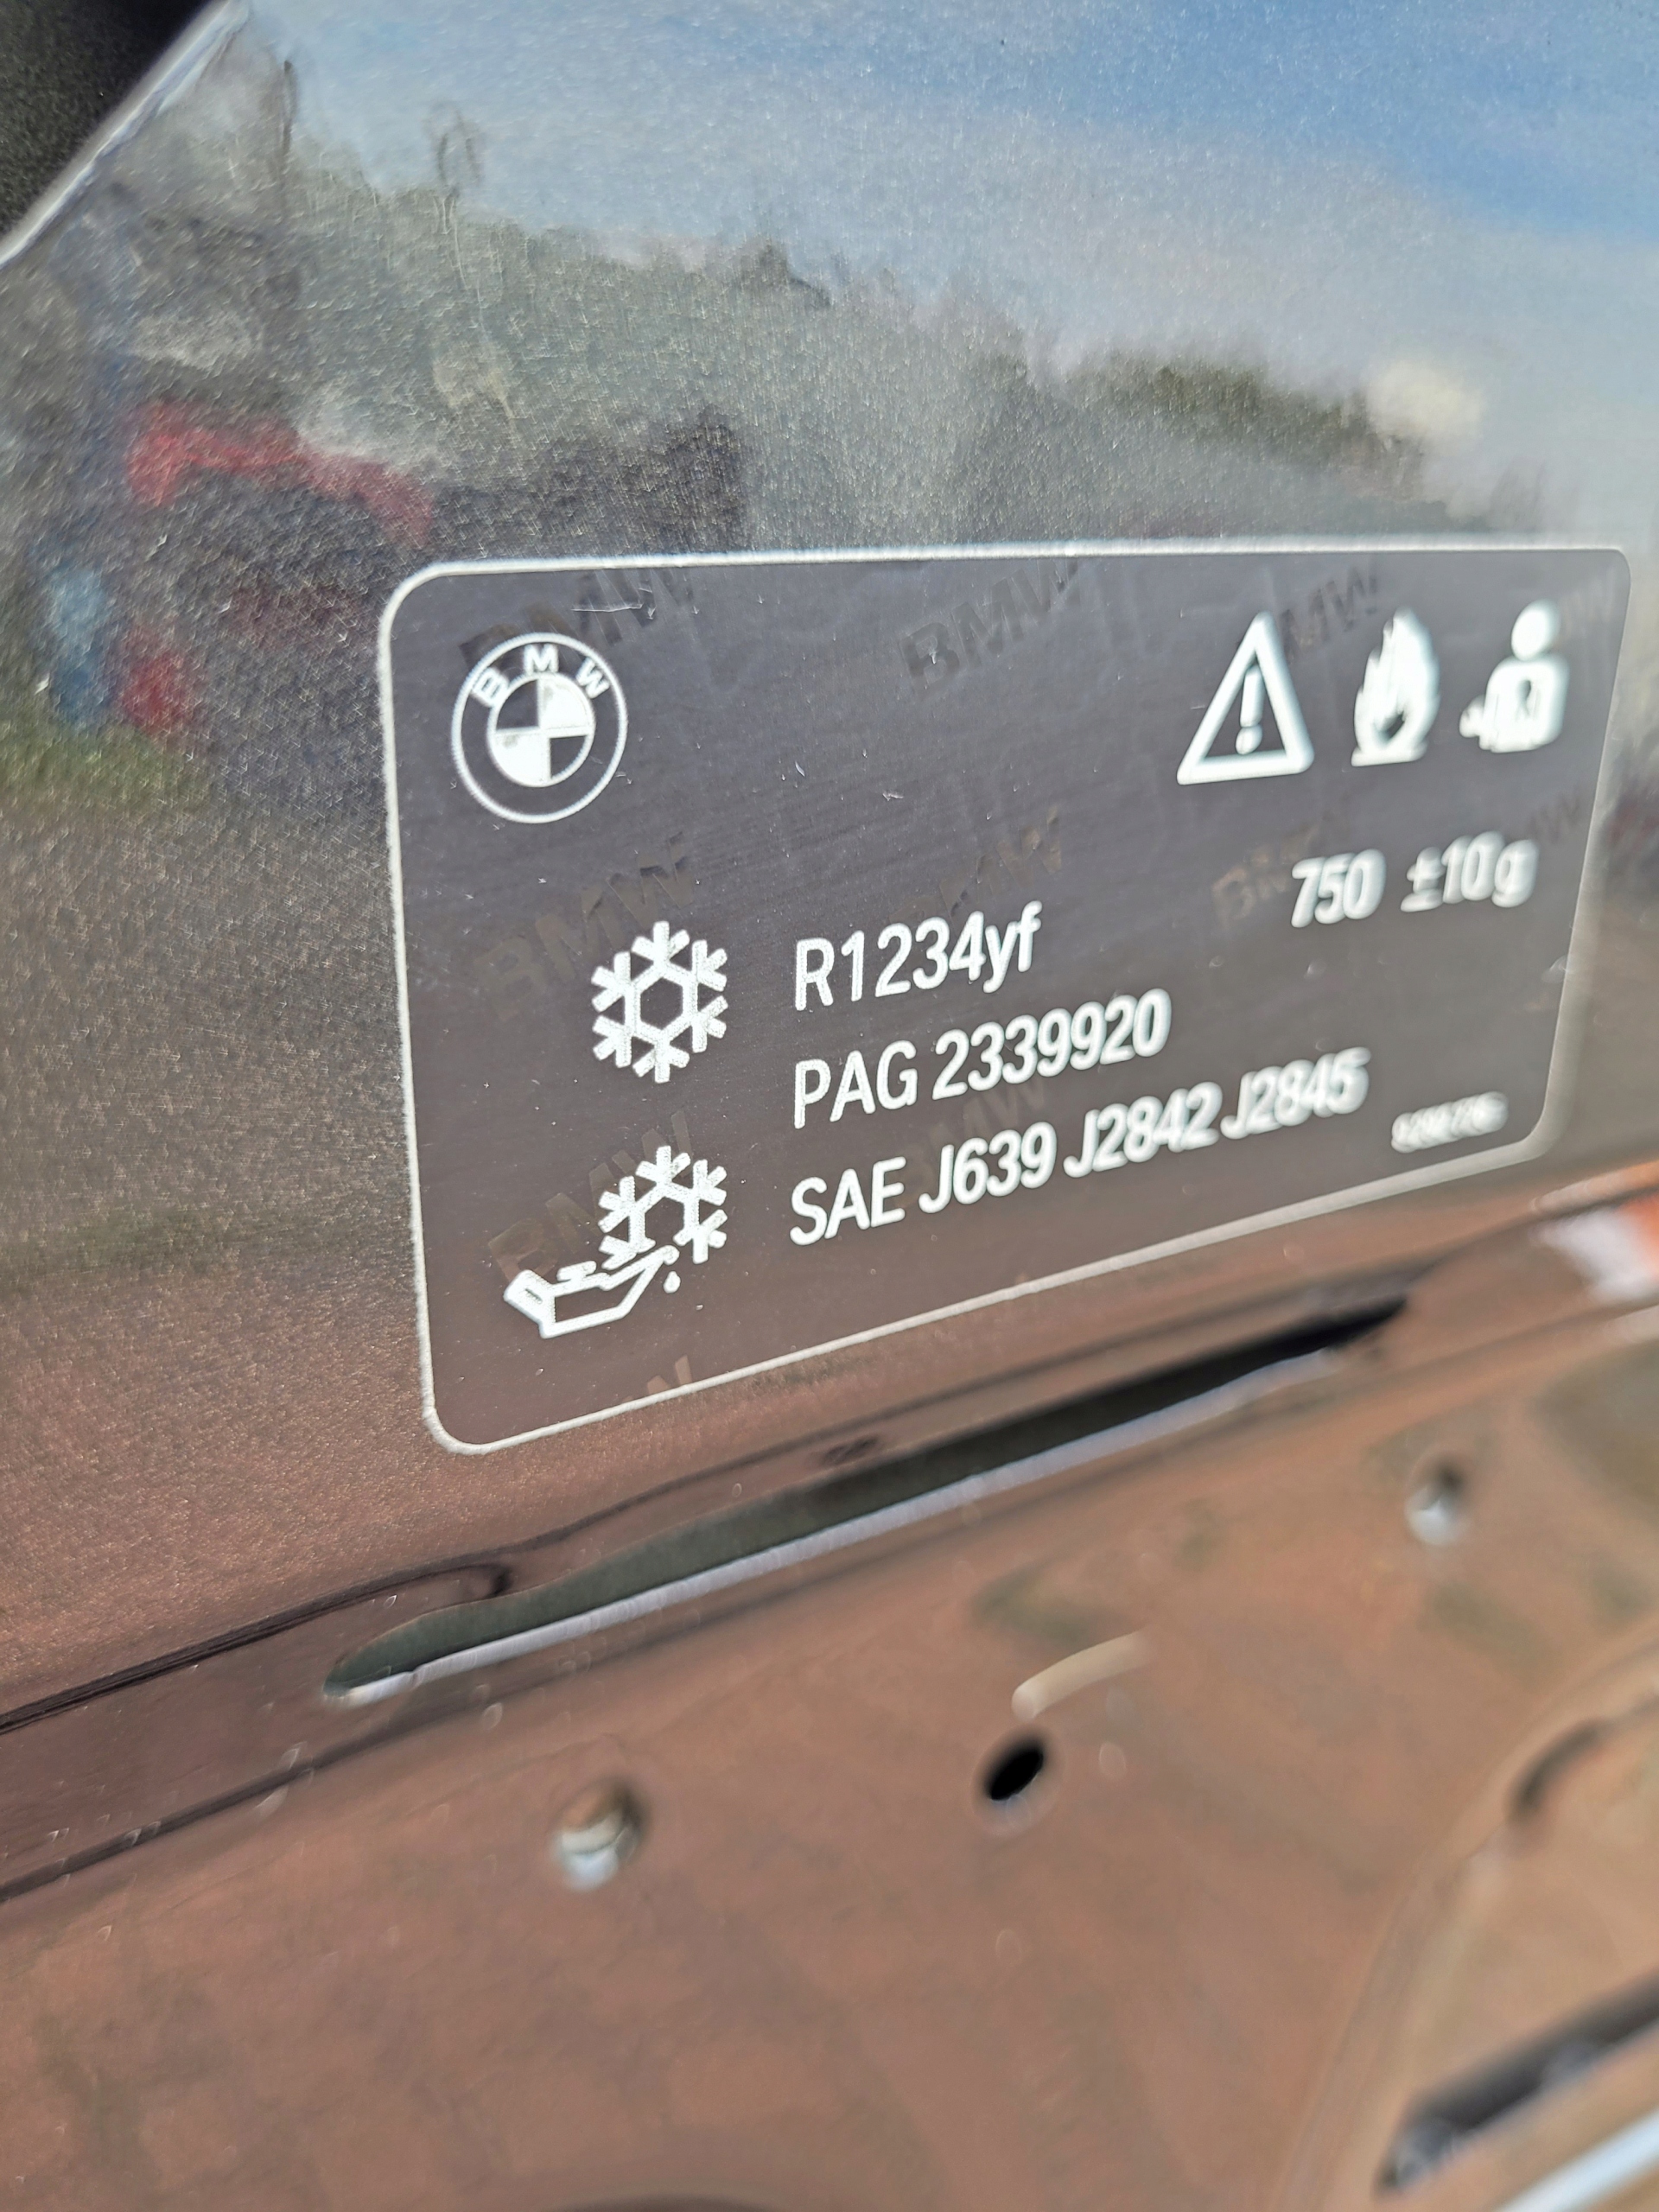 BMW
750 ±10g
R1234yf
PAG 2339920
SAE J639 J2842 J2845